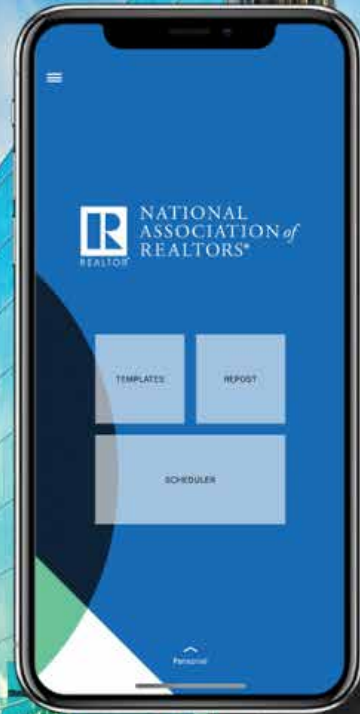 NATIONAL
ASSOCIATION of
REALTORS®
REALTOR®
TEMPLATES
REPOST
SCHEDULER
Personal